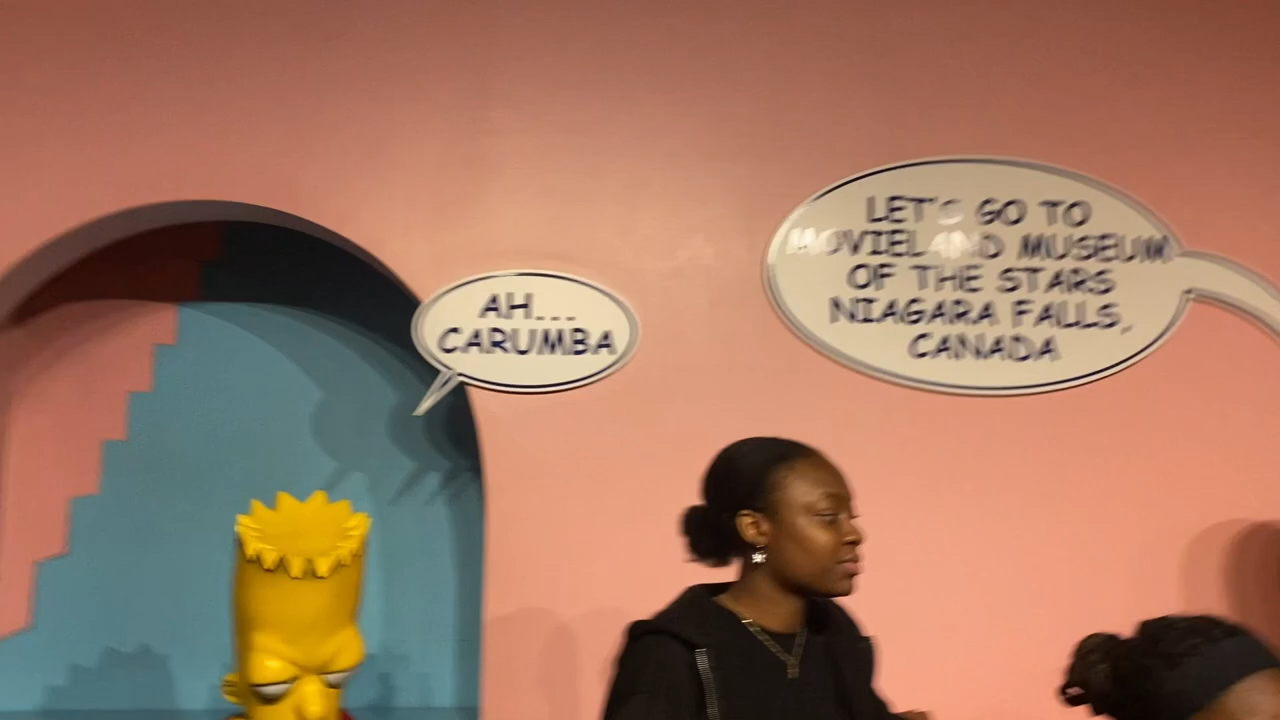 AH...
CARUMBA
LET'S GO TO
MOVIELAND MUSEUM
OF THE STARS
NIAGARA FALLS,
CANADA